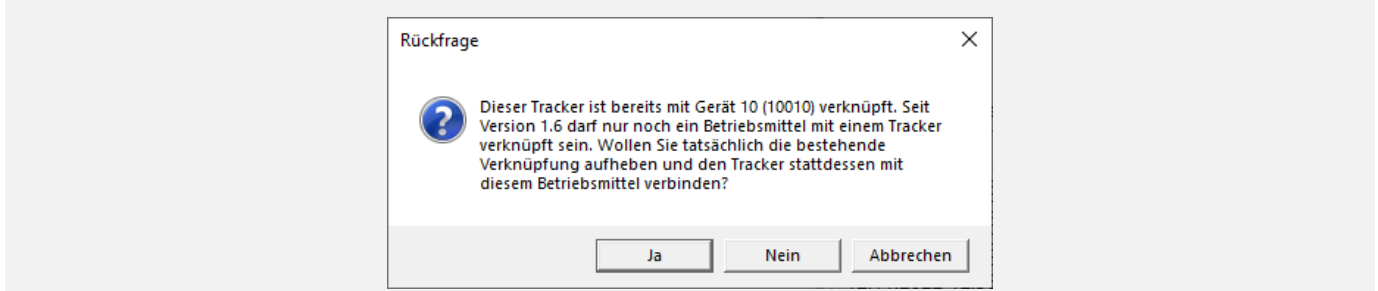 Rückfrage
Dieser Tracker ist bereits mit Gerät 10 (10010) verknüpft. Seit
Version 1.6 darf nur noch ein Betriebsmittel mit einem Tracker
verknüpft sein. Wollen Sie tatsächlich die bestehende
Verknüpfung aufheben und den Tracker stattdessen mit
diesem Betriebsmittel verbinden?
Ja
Nein
Abbrechen